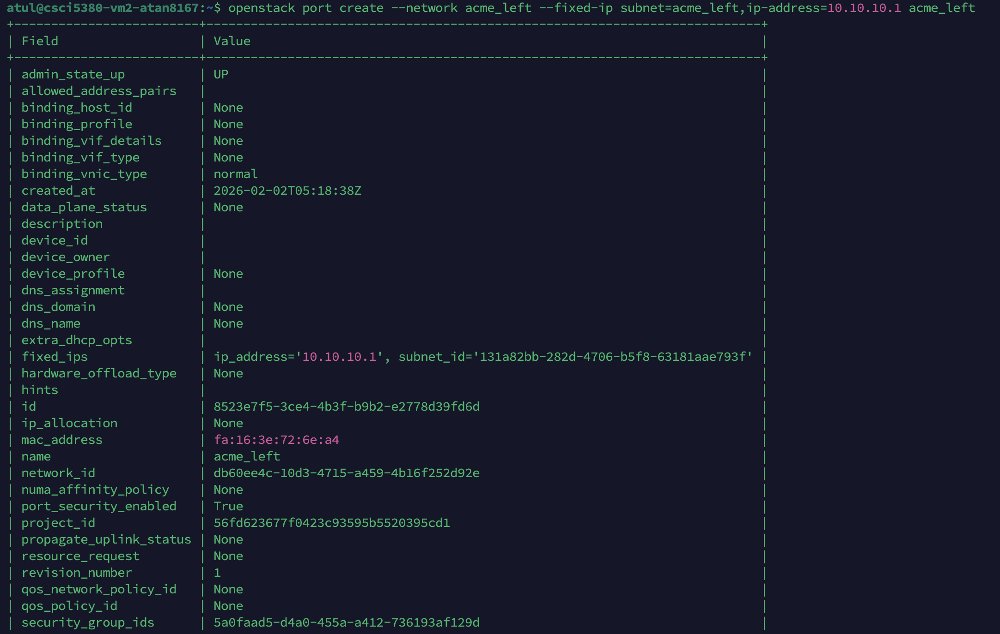 atul@csci5380-vm2-atan8167:~$ openstack port create --network acme_left --fixed-ip subnet=acme_left,ip-address=10.10.10.1 acme_left
+-------------------------+---------------------------------------------------------------------------+
| Field                   | Value                                                                     |
+-------------------------+---------------------------------------------------------------------------+
| admin_state_up          | UP                                                                        |
| allowed_address_pairs   |                                                                           |
| binding_host_id         | None                                                                      |
| binding_profile         | None                                                                      |
| binding_vif_details     | None                                                                      |
| binding_vif_type        | None                                                                      |
| binding_vnic_type       | normal                                                                    |
| created_at              | 2026-02-02T05:18:38Z                                                      |
| data_plane_status       | None                                                                      |
| description             |                                                                           |
| device_id               |                                                                           |
| device_owner            |                                                                           |
| device_profile          | None                                                                      |
| dns_assignment          |                                                                           |
| dns_domain              | None                                                                      |
| dns_name                | None                                                                      |
| extra_dhcp_opts         |                                                                           |
| fixed_ips               | ip_address='10.10.10.1', subnet_id='131a82bb-282d-4706-b5f8-63181aae793f' |
| hardware_offload_type   | None                                                                      |
| hints                   |                                                                           |
| id                      | 8523e7f5-3ce4-4b3f-b9b2-e2778d39fd6d                                      |
| ip_allocation           | None                                                                      |
| mac_address             | fa:16:3e:72:6e:a4                                                         |
| name                    | acme_left                                                                 |
| network_id              | db60ee4c-10d3-4715-a459-4b16f252d92e                                      |
| numa_affinity_policy    | None                                                                      |
| port_security_enabled   | True                                                                      |
| project_id              | 56fd623677f0423c93595b5520395cd1                                          |
| propagate_uplink_status | None                                                                      |
| resource_request        | None                                                                      |
| revision_number         | 1                                                                         |
| qos_network_policy_id   | None                                                                      |
| qos_policy_id           | None                                                                      |
| security_group_ids      | 5a0faad5-d4a0-455a-a412-736193af129d                                      |